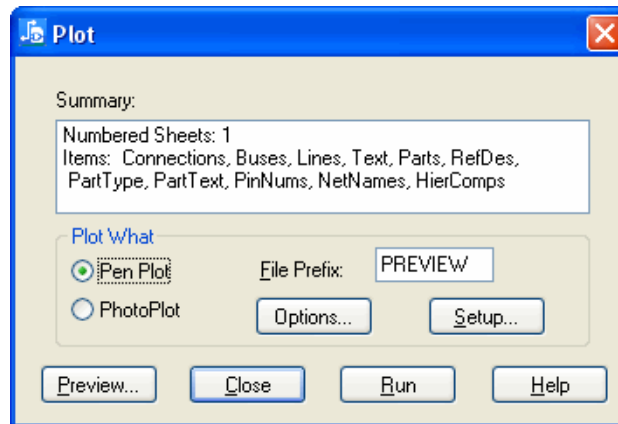 Plot
Summary:
Numbered Sheets: 1
Items:  Connections, Buses, Lines, Text, Parts, RefDes,
PartType, PartText, PinNums, NetNames, HierComps
Plot What
Pen Plot
File Prefix: PREVIEW
PhotoPlot
Options... Setup...
Preview... Close Run Help